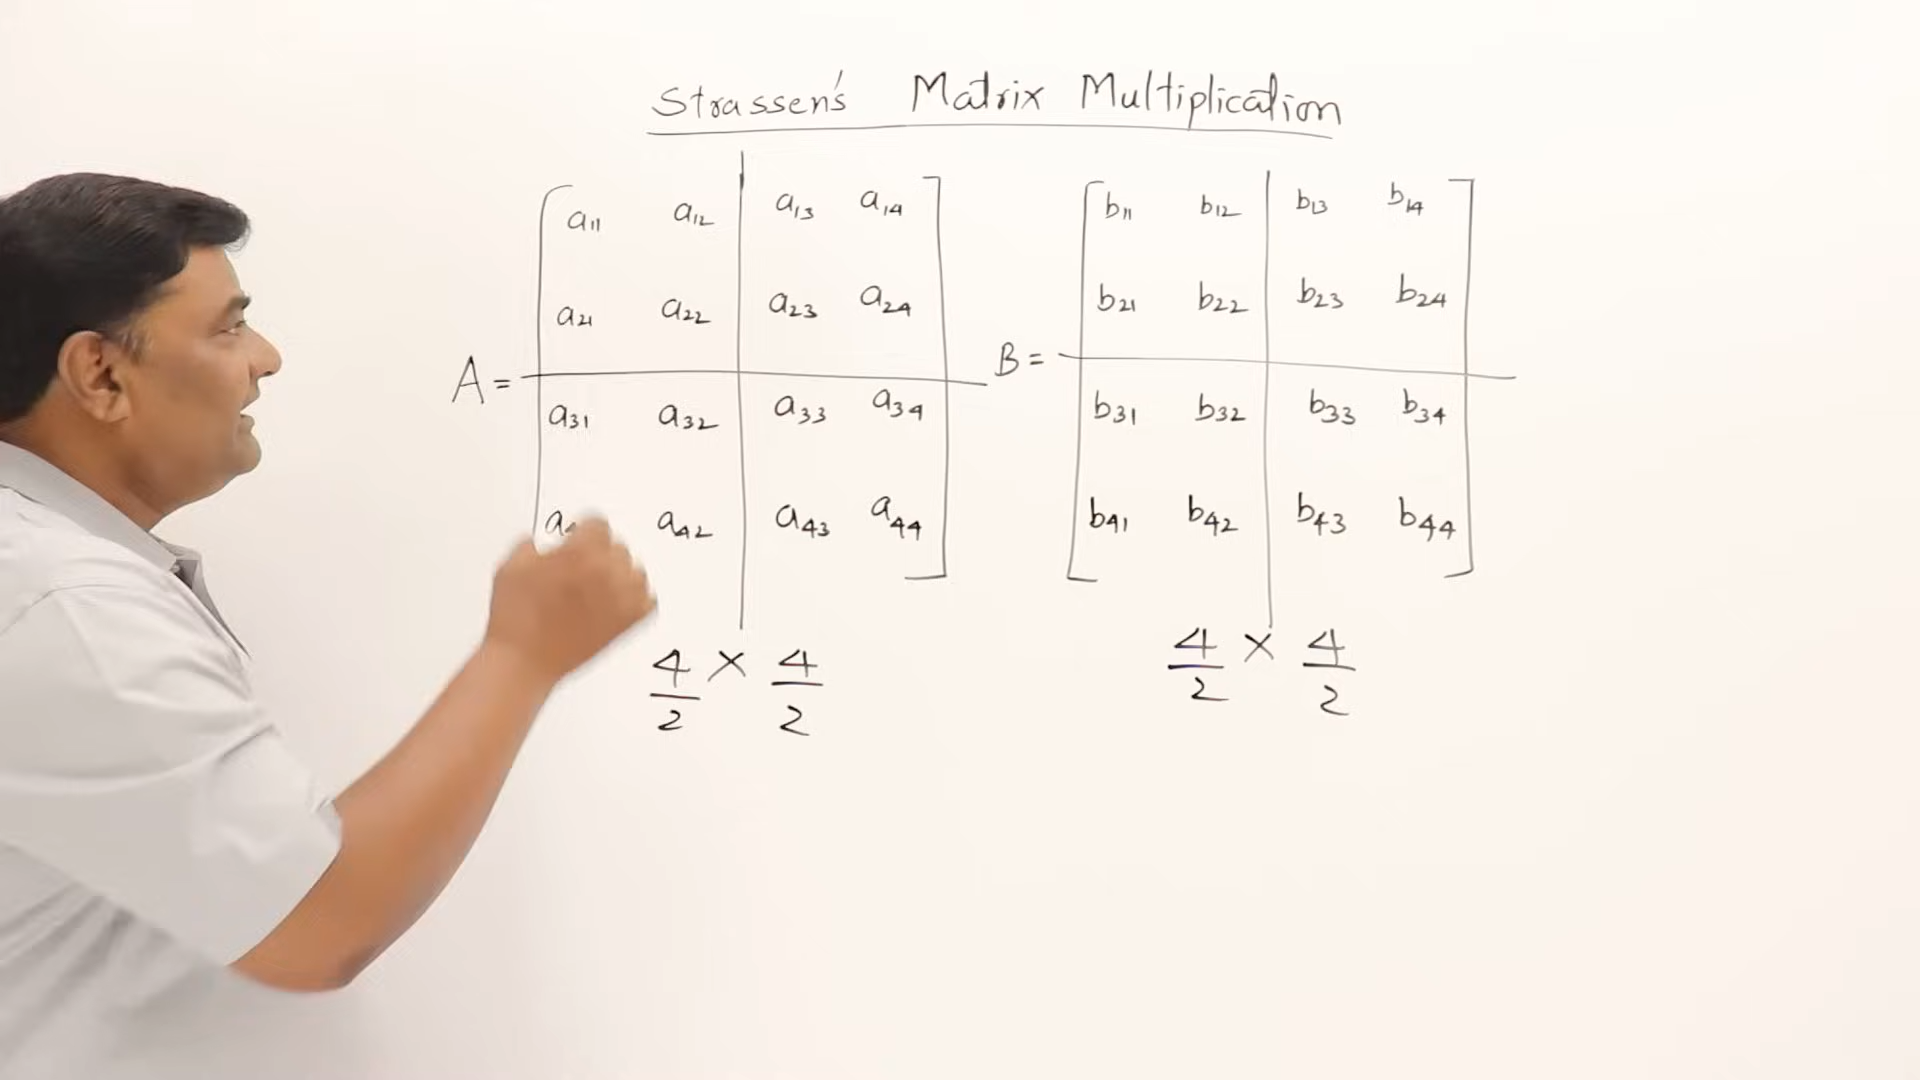 Strassen's Matrix Multiplication
a11 a12 a13 a14 b11 b12 b13 b14
a21 a22 a23 a24 b21 b22 b23 b24
A = B =
a31 a32 a33 a34 b31 b32 b33 b34
a42 a43 a44 b41 b42 b43 b44
4/2 × 4/2 4/2 × 4/2